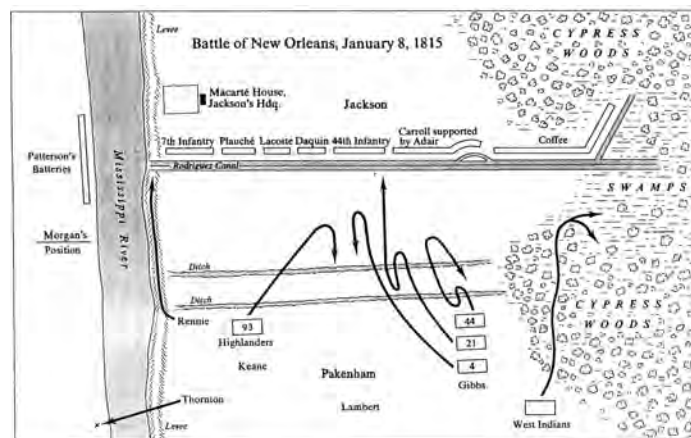 Levee
Battle of New Orleans, January 8, 1815
CYPRESS
WOODS
Macarté House,
Jackson's Hdq.
Jackson
7th Infantry
Plauché
Lacoste
Daquin
44th Infantry
Carroll supported
by Adair
Coffee
Rodriguez Canal
Patterson's
Batteries
Mississippi River
SWAMPS
Morgan's
Position
Ditch
Ditch
CYPRESS
WOODS
Rennie
93
Highlanders
Keane
44
21
4
Gibbs
Pakenham
Lambert
Thornton
x
West Indians
Levee